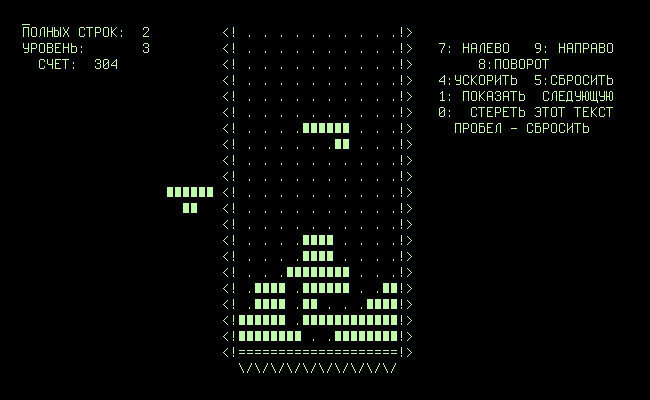 ПОЛНЫХ СТРОК: 2
УРОВЕНЬ: 3
СЧЕТ: 304
7: НАЛЕВО 9: НАПРАВО
8:ПОВОРОТ
4:УСКОРИТЬ 5:СБРОСИТЬ
1: ПОКАЗАТЬ СЛЕДУЮЩУЮ
0: СТЕРЕТЬ ЭТОТ ТЕКСТ
ПРОБЕЛ - СБРОСИТЬ